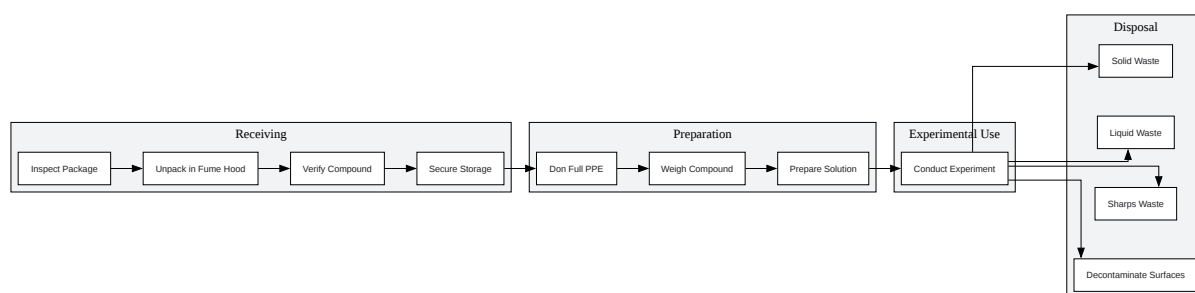 Disposal
Solid Waste
Receiving
Preparation
Experimental Use
Liquid Waste
Inspect Package
Unpack in Fume Hood
Verify Compound
Secure Storage
Don Full PPE
Weigh Compound
Prepare Solution
Conduct Experiment
Sharps Waste
Decontaminate Surfaces